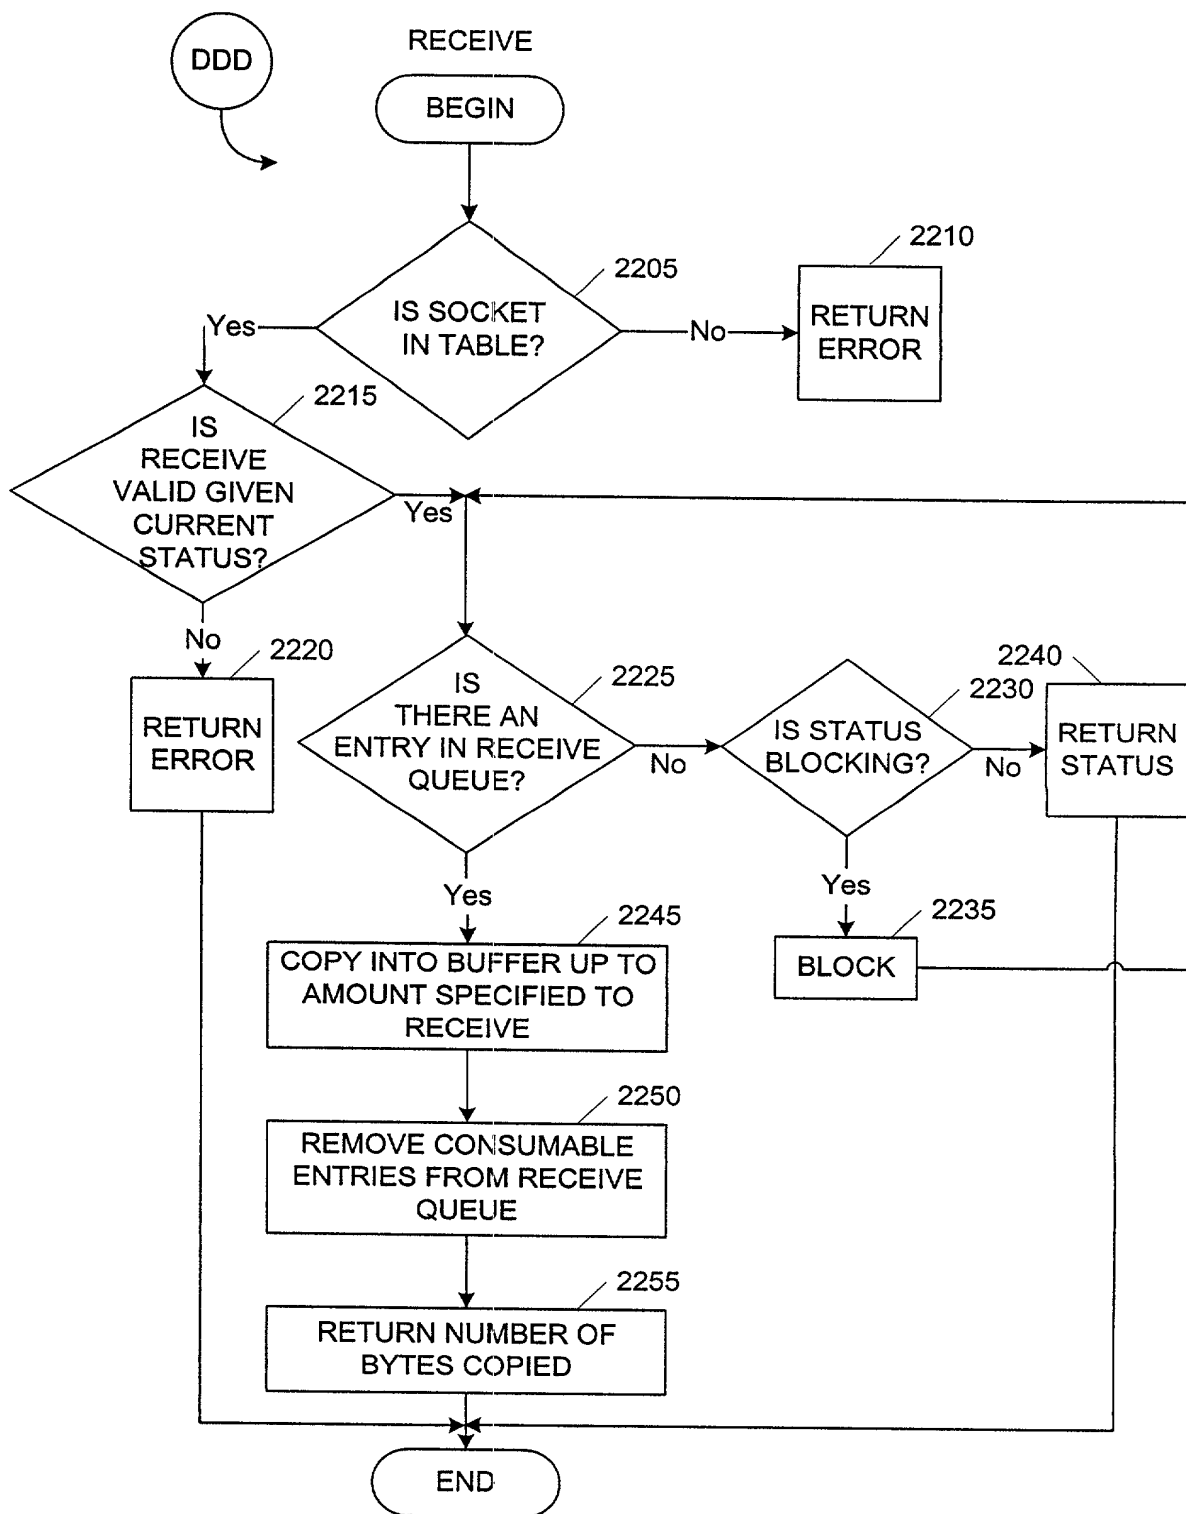 DDD
RECEIVE
BEGIN
2205
IS SOCKET
IN TABLE?
Yes
No
2210
RETURN
ERROR
2215
IS
RECEIVE
VALID GIVEN
CURRENT
STATUS?
Yes
No
2220
RETURN
ERROR
2225
IS
THERE AN
ENTRY IN RECEIVE
QUEUE?
No
2230
IS STATUS
BLOCKING?
No
2240
RETURN
STATUS
Yes
Yes
2235
BLOCK
2245
COPY INTO BUFFER UP TO
AMOUNT SPECIFIED TO
RECEIVE
2250
REMOVE CONSUMABLE
ENTRIES FROM RECEIVE
QUEUE
2255
RETURN NUMBER OF
BYTES COPIED
END